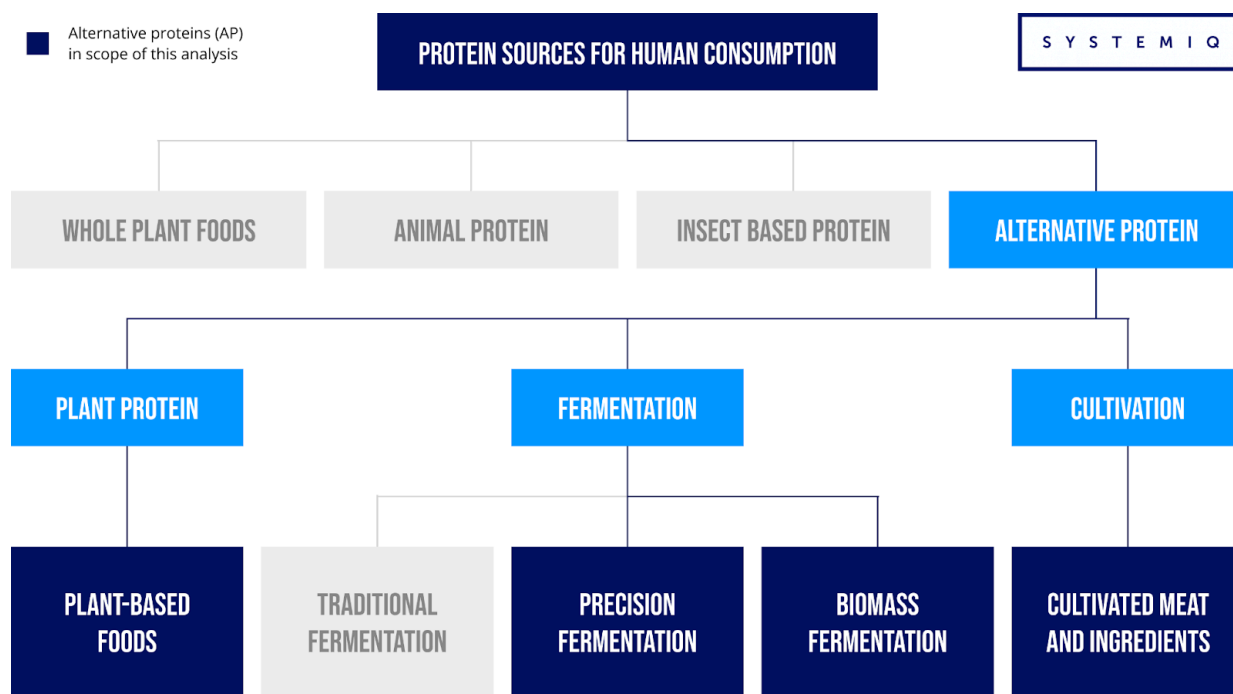 Alternative proteins (AP)
in scope of this analysis
PROTEIN SOURCES FOR HUMAN CONSUMPTION
SYSTEMIQ
WHOLE PLANT FOODS
ANIMAL PROTEIN
INSECT BASED PROTEIN
ALTERNATIVE PROTEIN
PLANT PROTEIN
FERMENTATION
CULTIVATION
PLANT-BASED
FOODS
TRADITIONAL
FERMENTATION
PRECISION
FERMENTATION
BIOMASS
FERMENTATION
CULTIVATED MEAT
AND INGREDIENTS